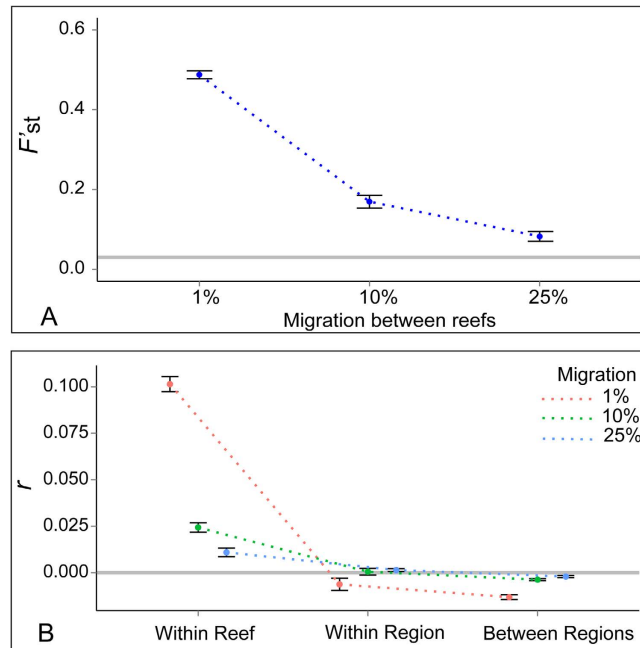 0.6
0.4
0.2
0.0
F'st
1%
10%
25%
A
Migration between reefs
0.100
0.075
0.050
0.025
0.000
r
Migration
1%
10%
25%
B
Within Reef
Within Region
Between Regions